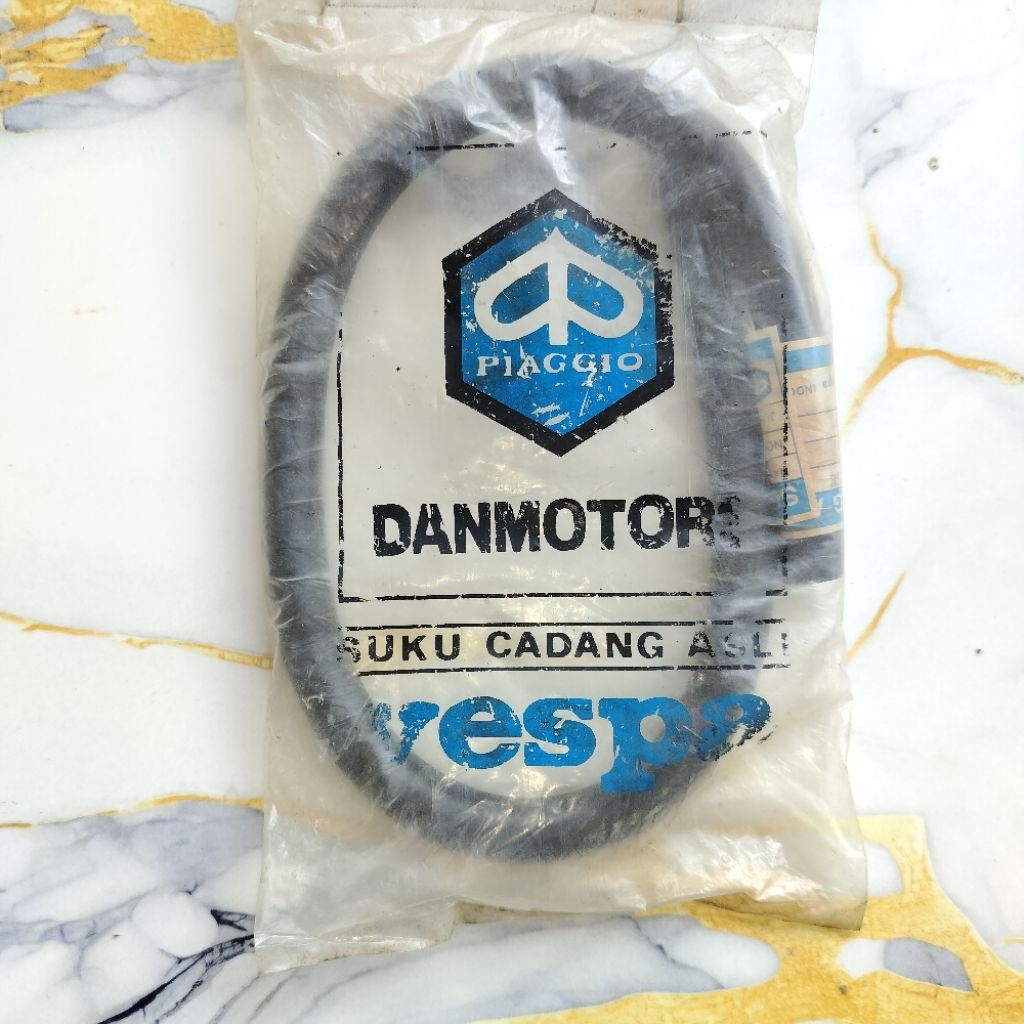 PIAGGIO
DANMOTORS
SUKU CADANG ASLI
vespa